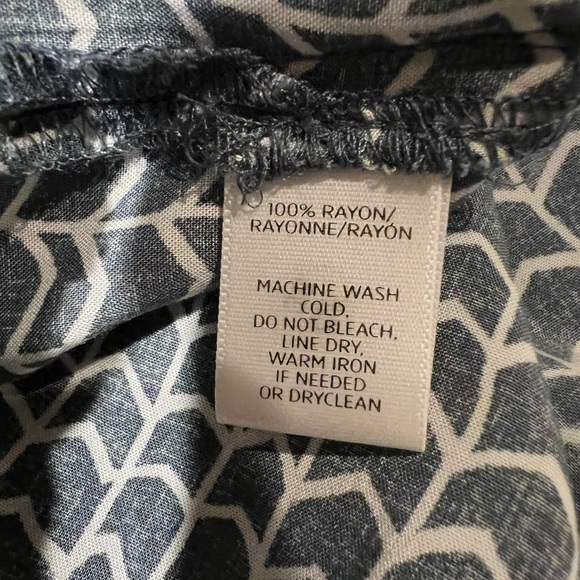 100% RAYON/
RAYONNE/RAYÓN
MACHINE WASH
COLD,
DO NOT BLEACH,
LINE DRY,
WARM IRON
IF NEEDED
OR DRYCLEAN